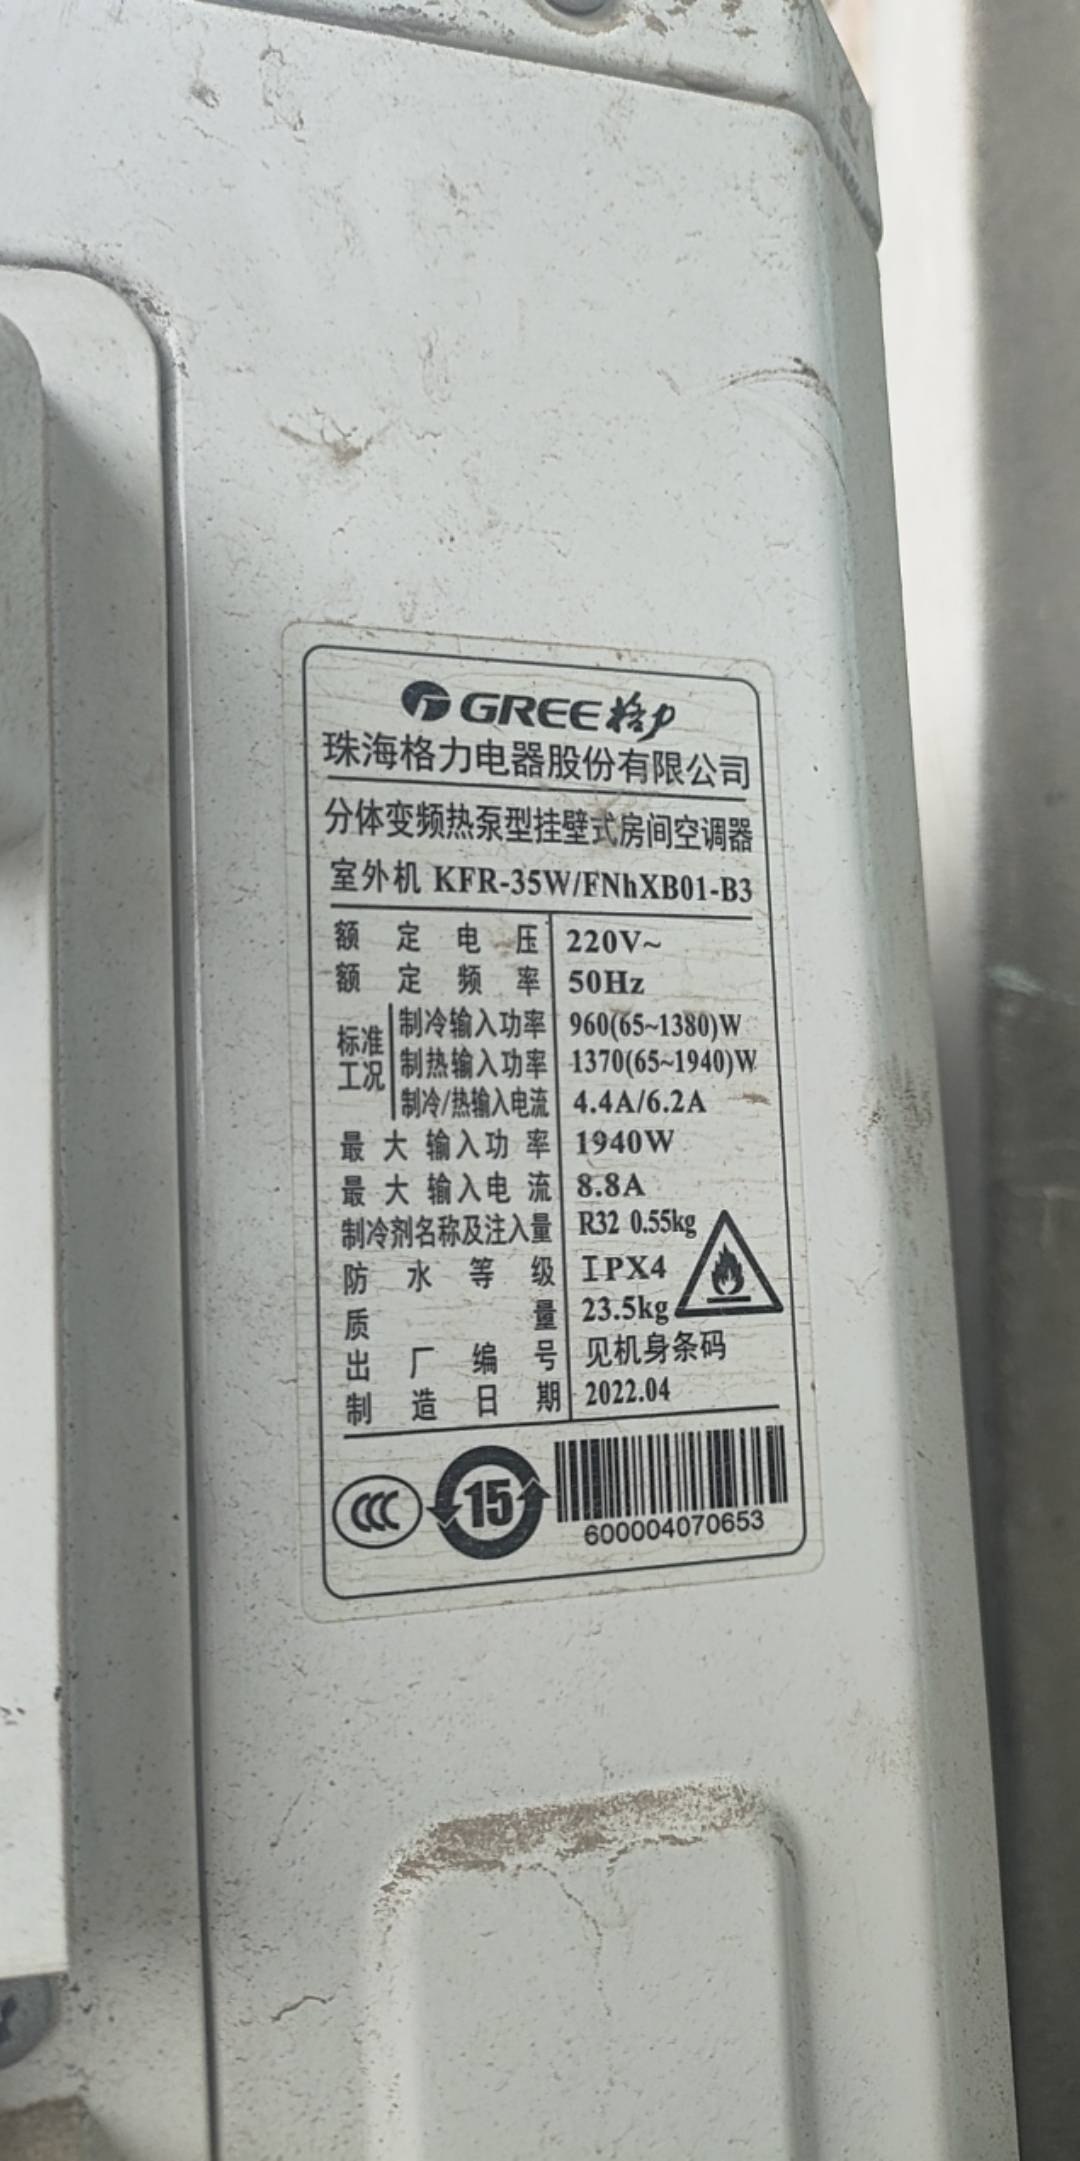 GREE格力
珠海格力电器股份有限公司
分体变频热泵型挂壁式房间空调器
室外机 KFR-35W/FNhXB01-B3
额定电压 220V~
额定频率 50Hz
标准工况
制冷输入功率 960(65~1380)W
制热输入功率 1370(65~1940)W
制冷/热输入电流 4.4A/6.2A
最大输入功率 1940W
最大输入电流 8.8A
制冷剂名称及注入量 R32 0.55kg
防水等级 IPX4
质量 23.5kg
出厂编号 见机身条码
制造日期 2022.04
CCC 15
600004070653